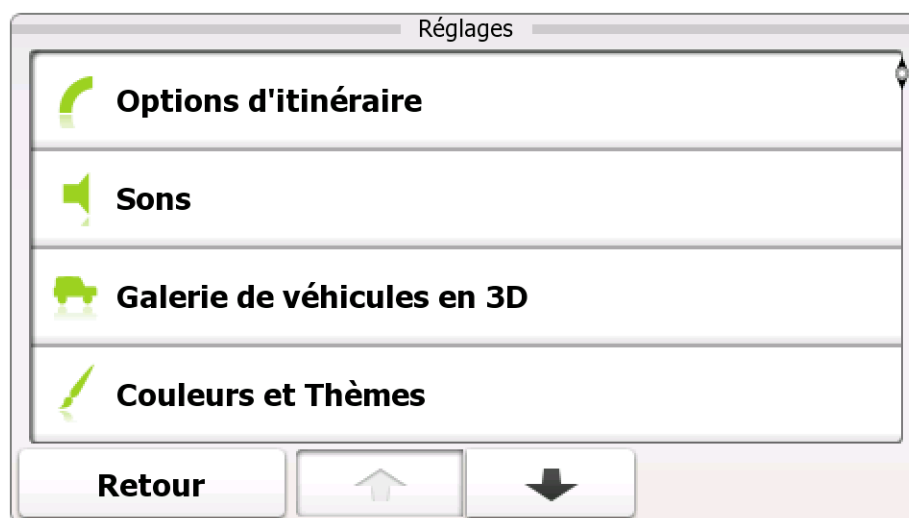 Réglages
Options d'itinéraire
Sons
Galerie de véhicules en 3D
Couleurs et Thèmes
Retour